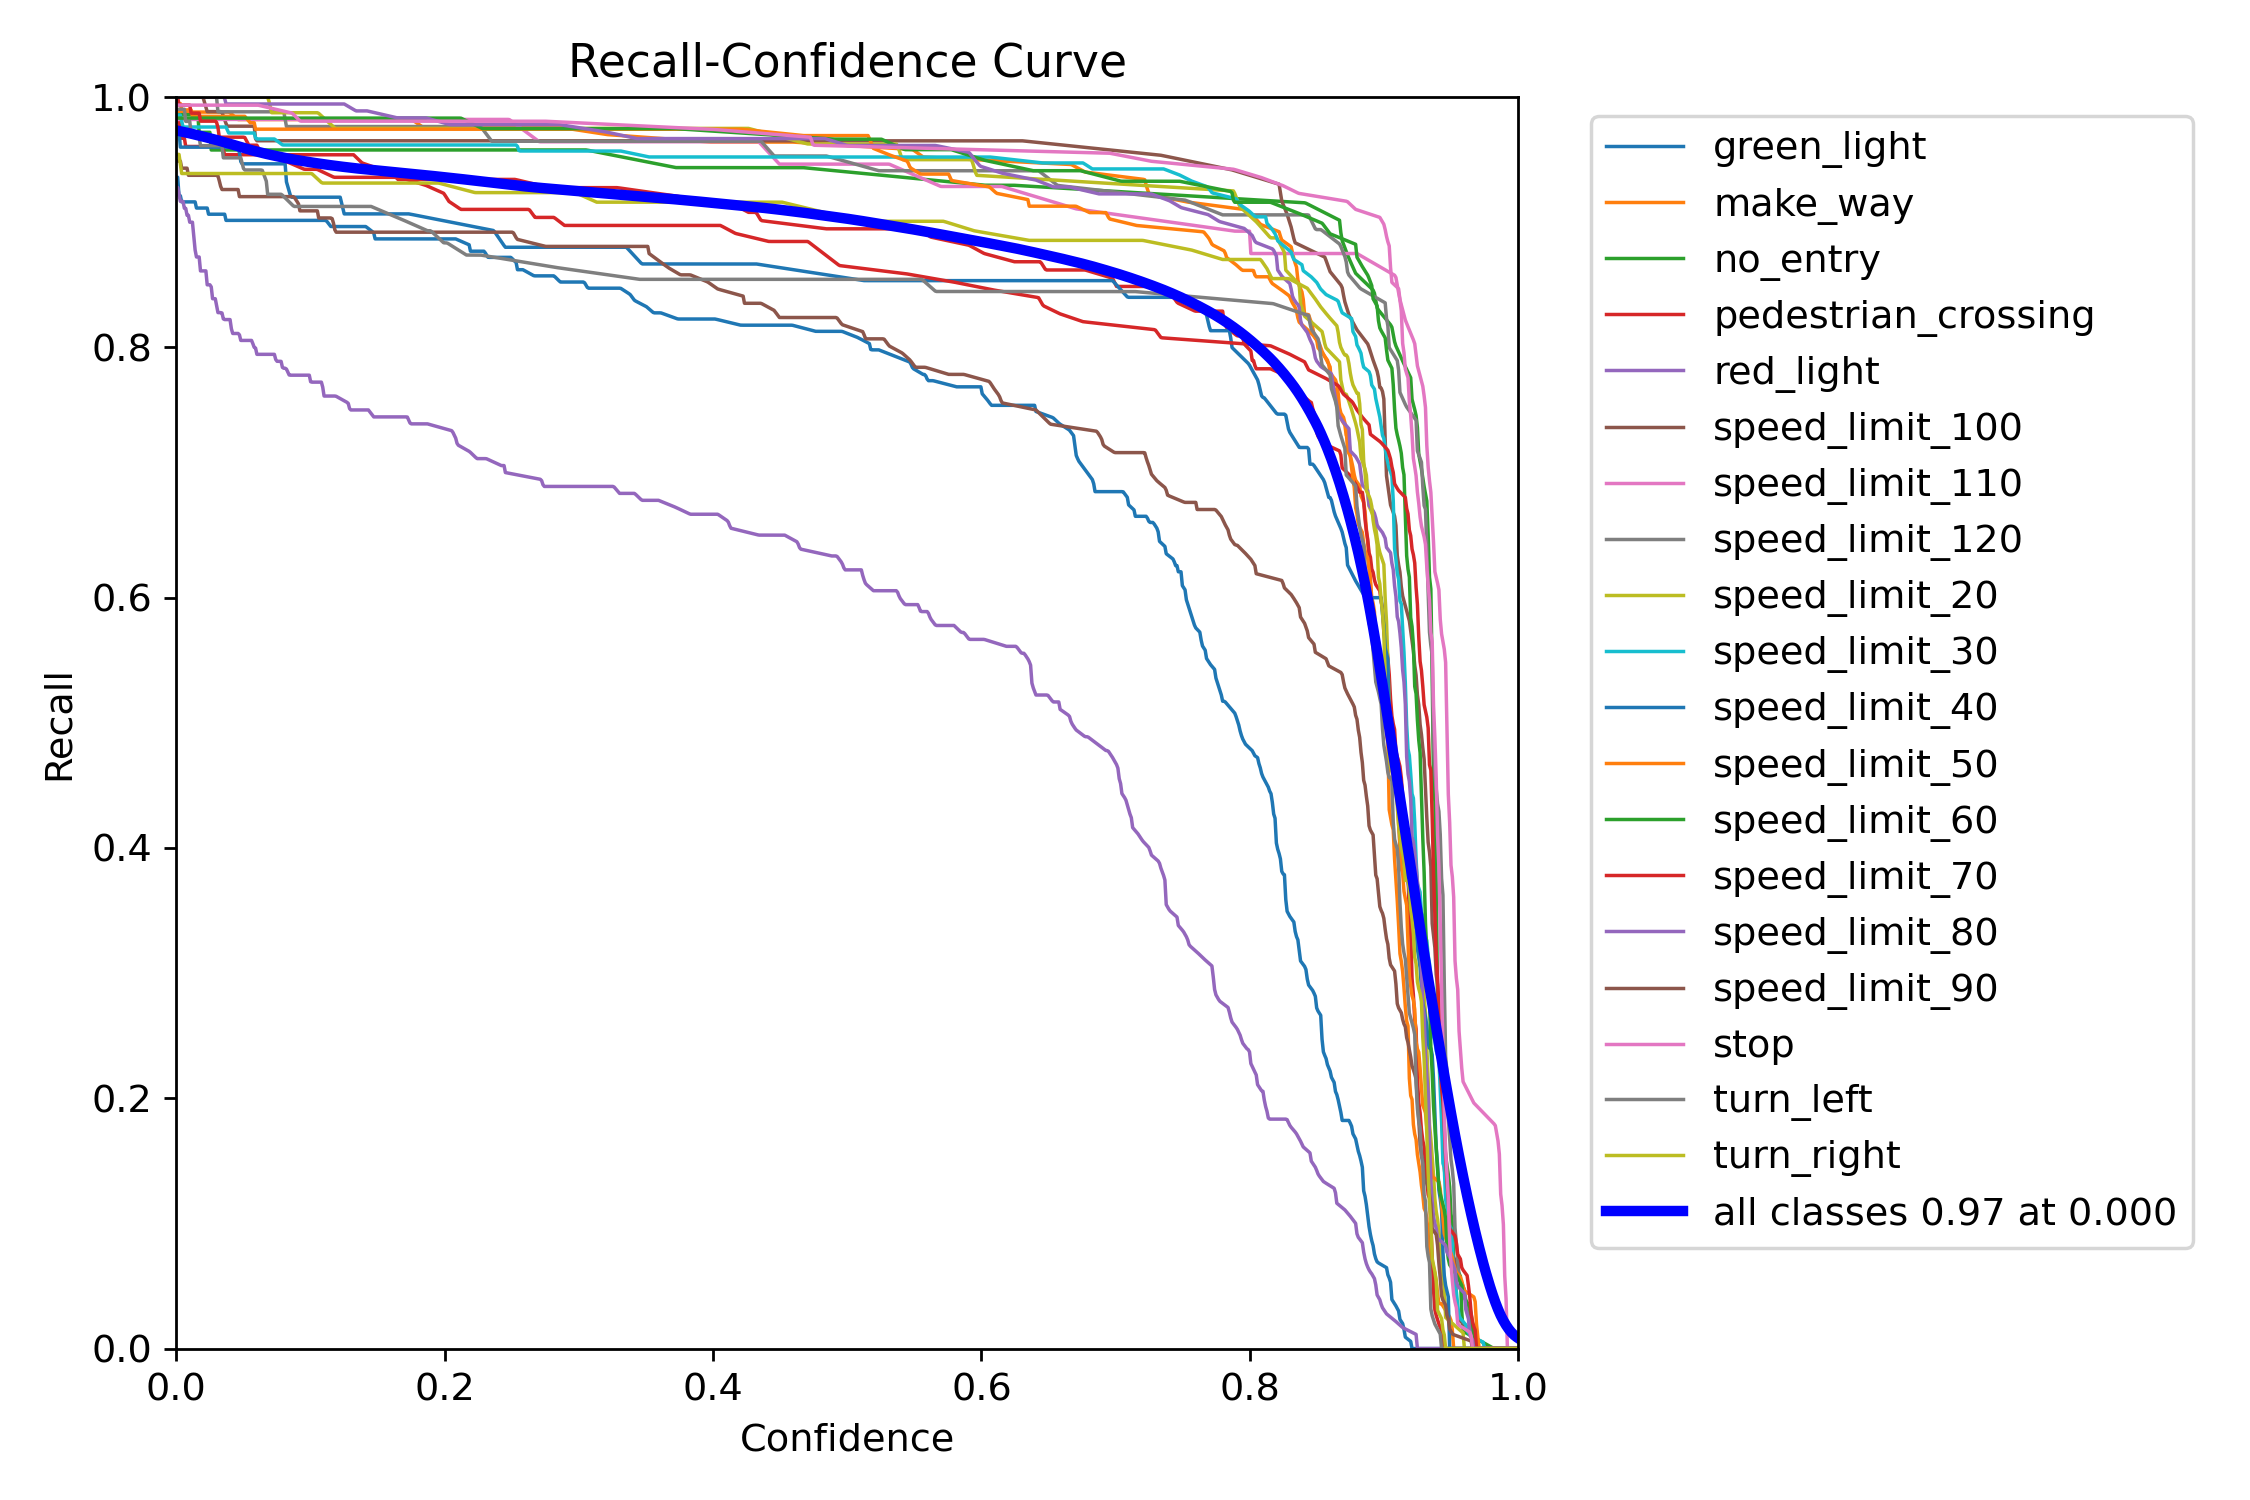 Recall-Confidence Curve
1.0
0.8
0.6
0.4
0.2
0.0
Recall
0.0 0.2 0.4 0.6 0.8 1.0
Confidence
green_light
make_way
no_entry
pedestrian_crossing
red_light
speed_limit_100
speed_limit_110
speed_limit_120
speed_limit_20
speed_limit_30
speed_limit_40
speed_limit_50
speed_limit_60
speed_limit_70
speed_limit_80
speed_limit_90
stop
turn_left
turn_right
all classes 0.97 at 0.000